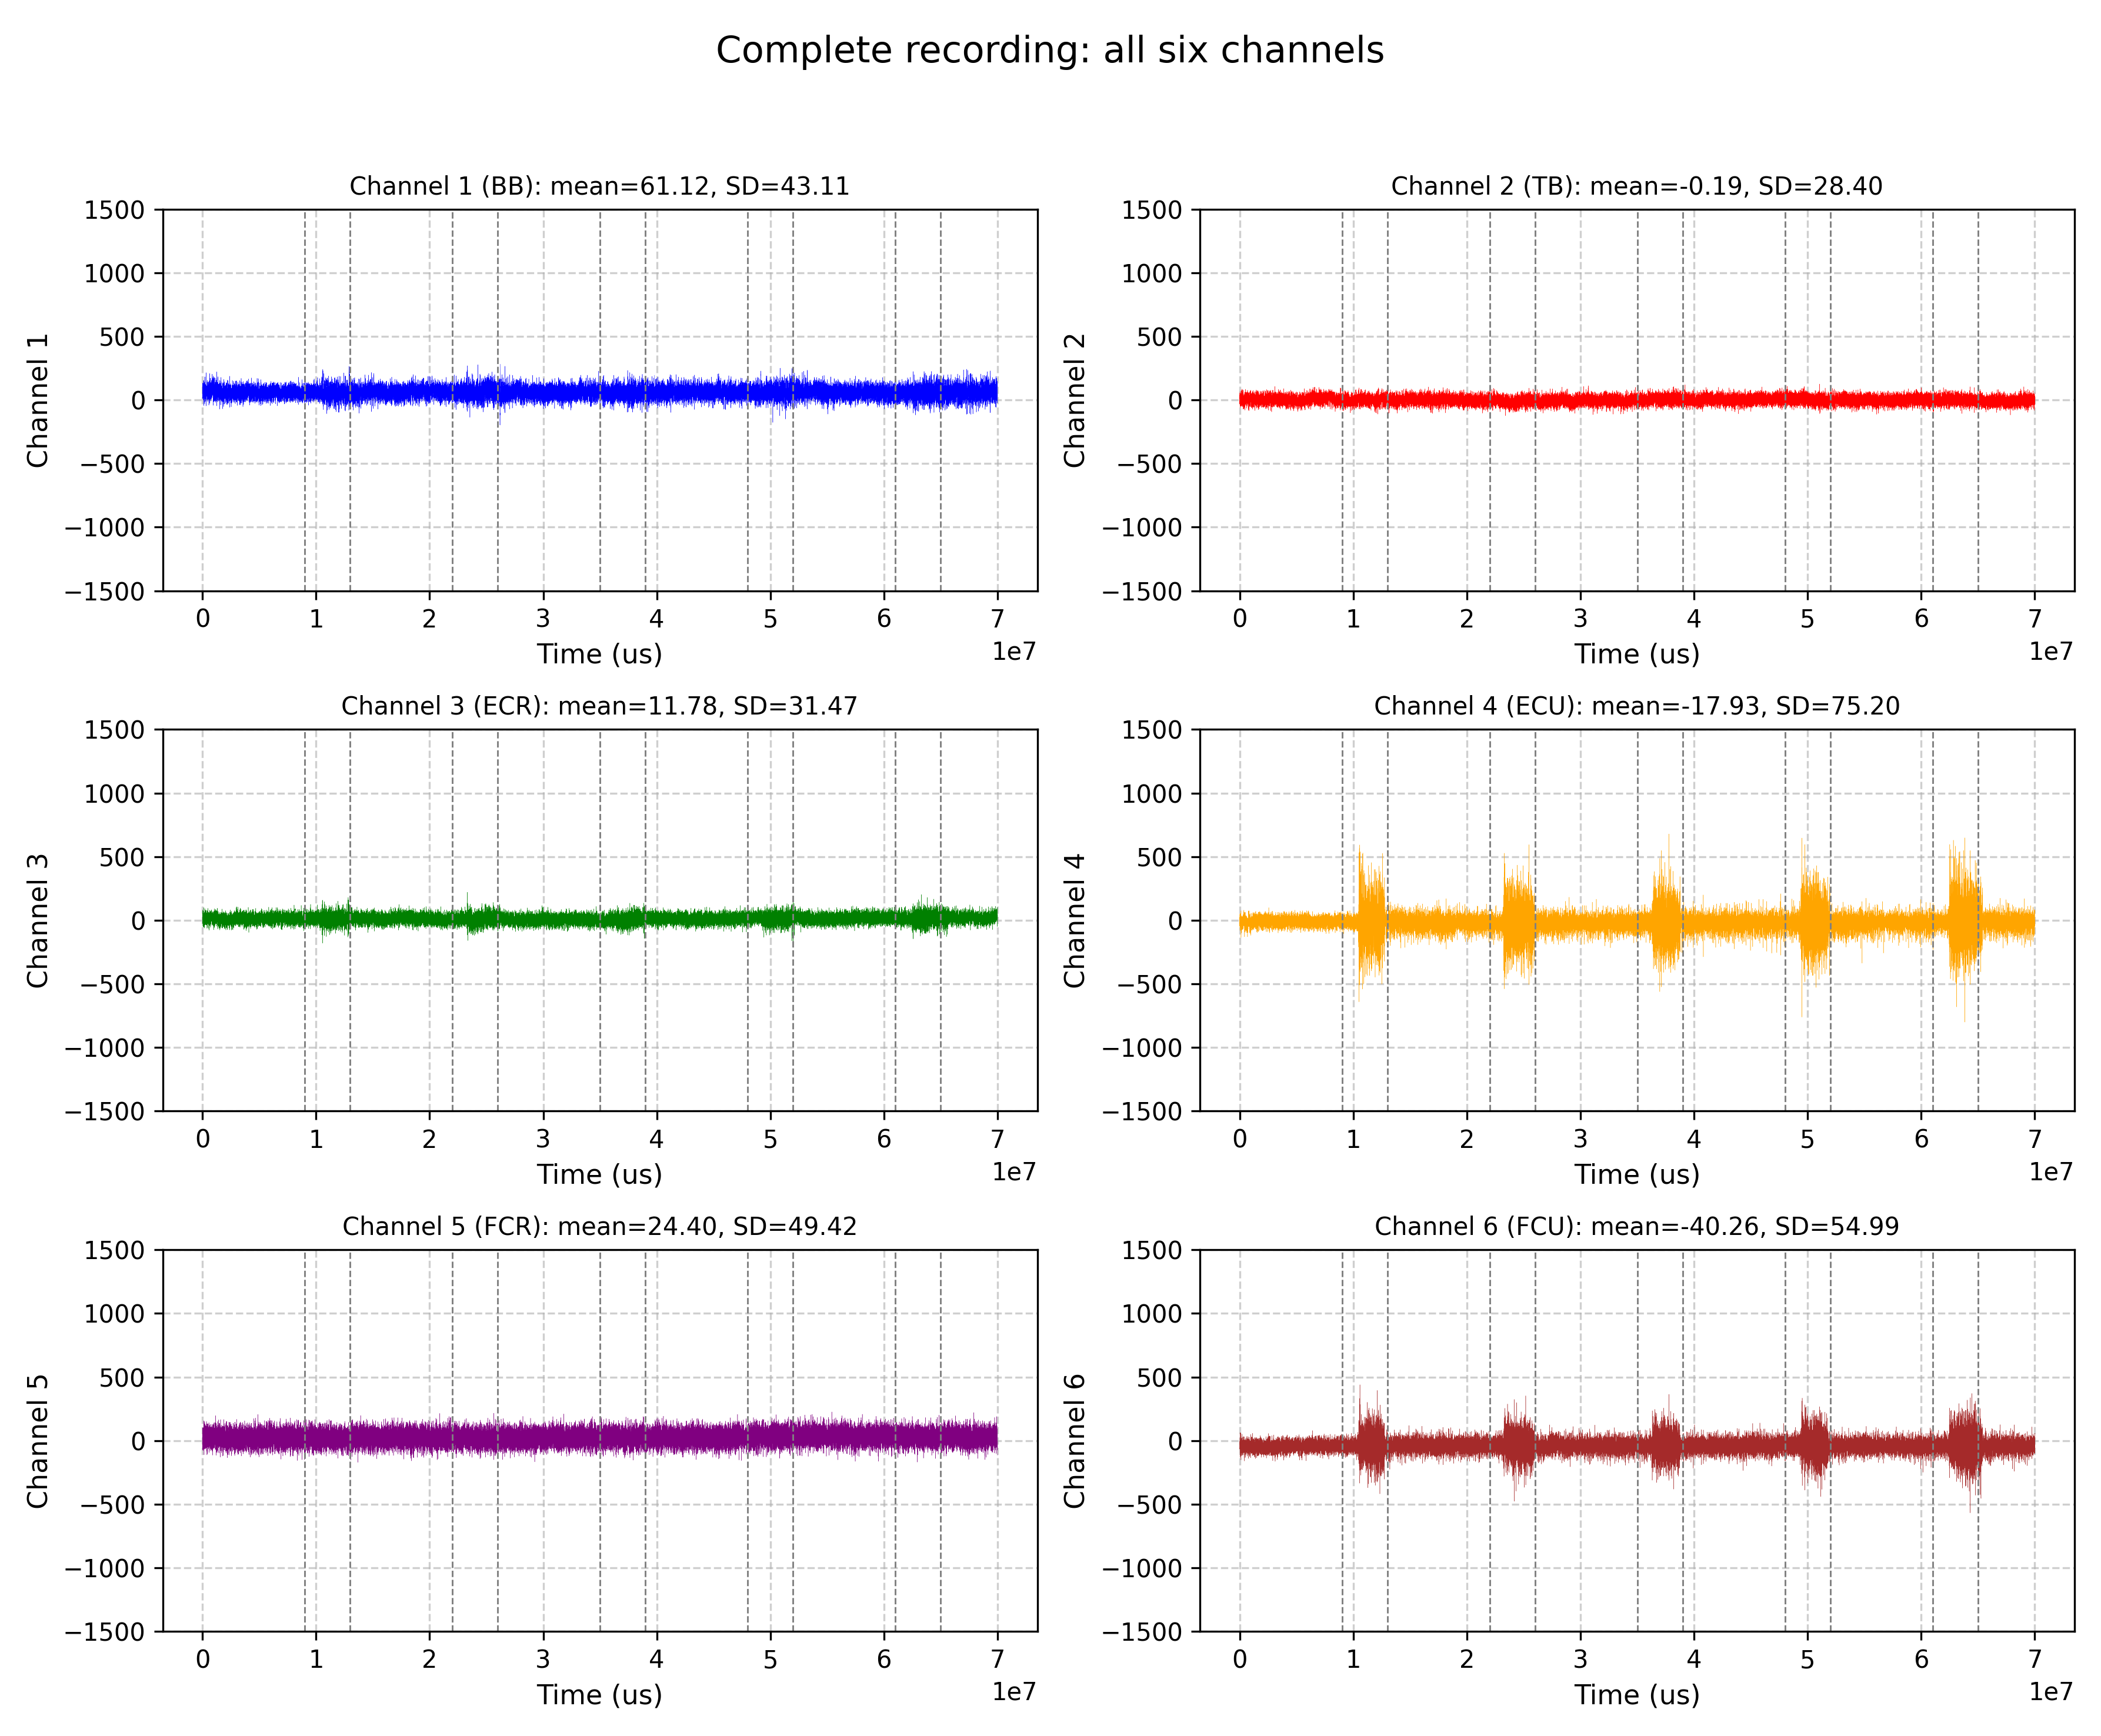 Complete recording: all six channels
Channel 1 (BB): mean=61.12, SD=43.11
1500
1000
500
0
−500
−1000
−1500
Channel 1
0 1 2 3 4 5 6 7
1e7
Time (us)
Channel 2 (TB): mean=-0.19, SD=28.40
1500
1000
500
0
−500
−1000
−1500
Channel 2
0 1 2 3 4 5 6 7
1e7
Time (us)
Channel 3 (ECR): mean=11.78, SD=31.47
1500
1000
500
0
−500
−1000
−1500
Channel 3
0 1 2 3 4 5 6 7
1e7
Time (us)
Channel 4 (ECU): mean=-17.93, SD=75.20
1500
1000
500
0
−500
−1000
−1500
Channel 4
0 1 2 3 4 5 6 7
1e7
Time (us)
Channel 5 (FCR): mean=24.40, SD=49.42
1500
1000
500
0
−500
−1000
−1500
Channel 5
0 1 2 3 4 5 6 7
1e7
Time (us)
Channel 6 (FCU): mean=-40.26, SD=54.99
1500
1000
500
0
−500
−1000
−1500
Channel 6
0 1 2 3 4 5 6 7
1e7
Time (us)